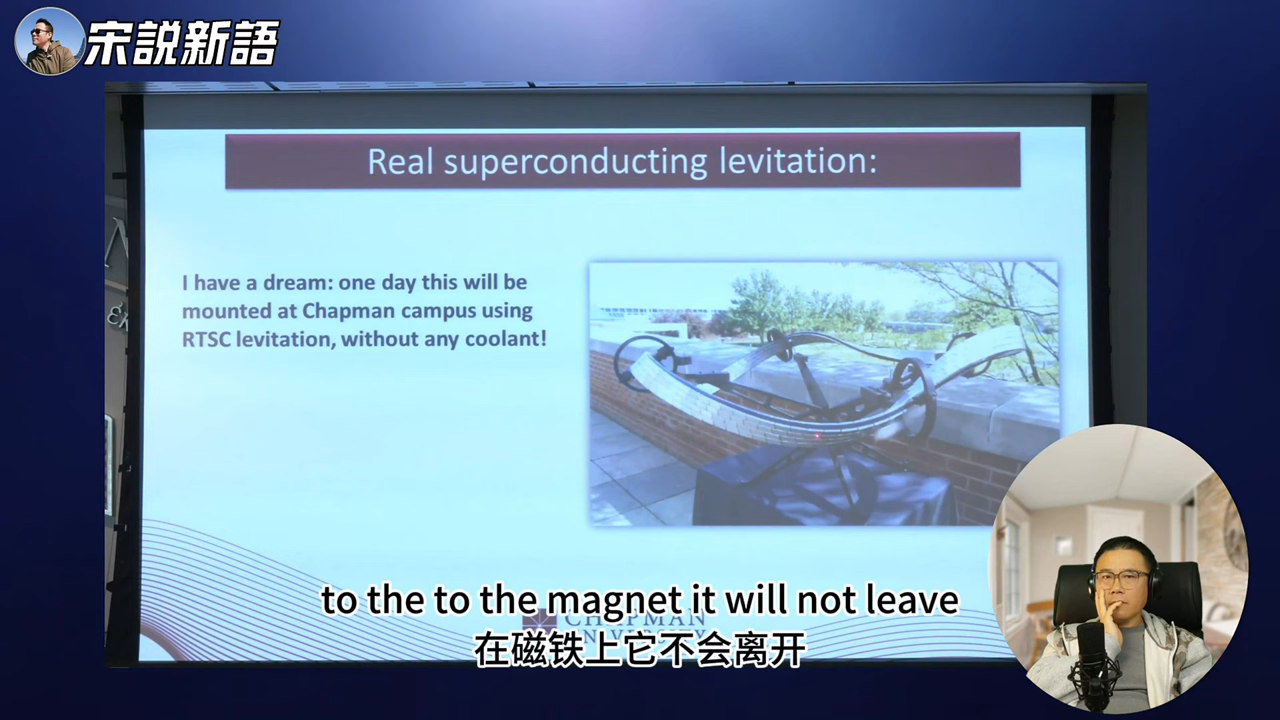 宋説新語
Real superconducting levitation:
I have a dream: one day this will be
mounted at Chapman campus using
RTSC levitation, without any coolant!
CHAPMAN
UNIVERSITY
to the to the magnet it will not leave
在磁铁上它不会离开